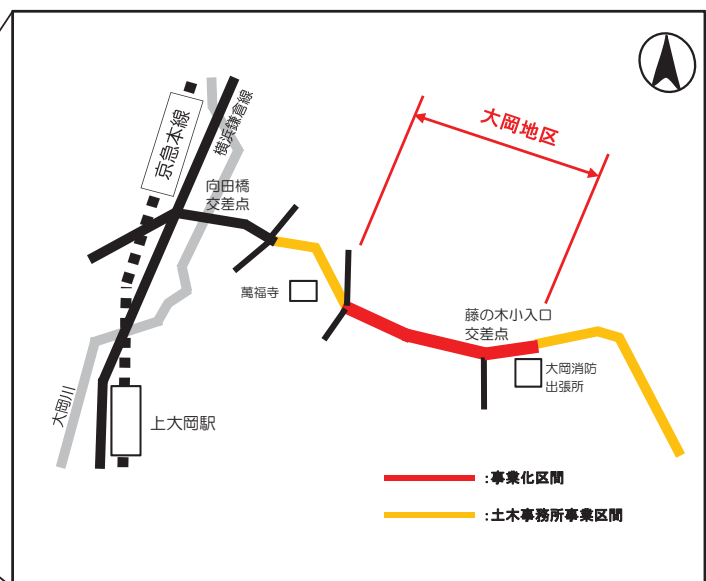 京急本線
横浜鎌倉線
大岡地区
向田橋
交差点
萬福寺
藤の木小入口
交差点
大岡消防
出張所
大岡川
上大岡駅
:事業化区間
:土木事務所事業区間